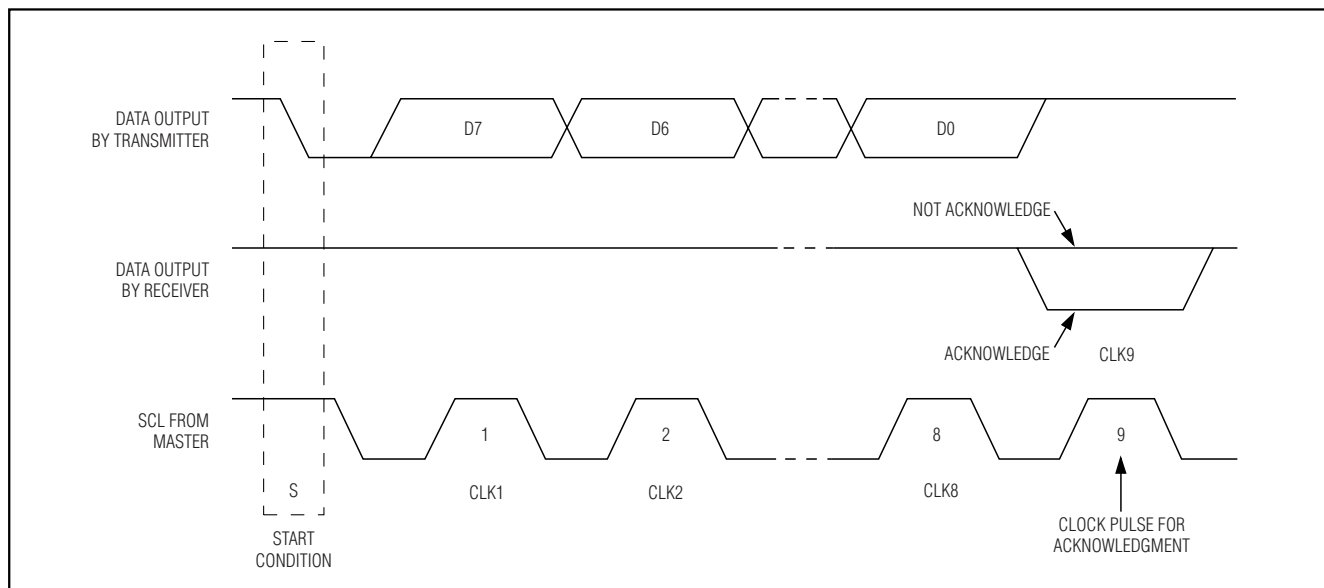 DATA OUTPUT
BY TRANSMITTER
D7
D6
D0
NOT ACKNOWLEDGE
DATA OUTPUT
BY RECEIVER
ACKNOWLEDGE
CLK9
SCL FROM
MASTER
1
2
8
9
S
CLK1
CLK2
CLK8
START
CONDITION
CLOCK PULSE FOR
ACKNOWLEDGMENT